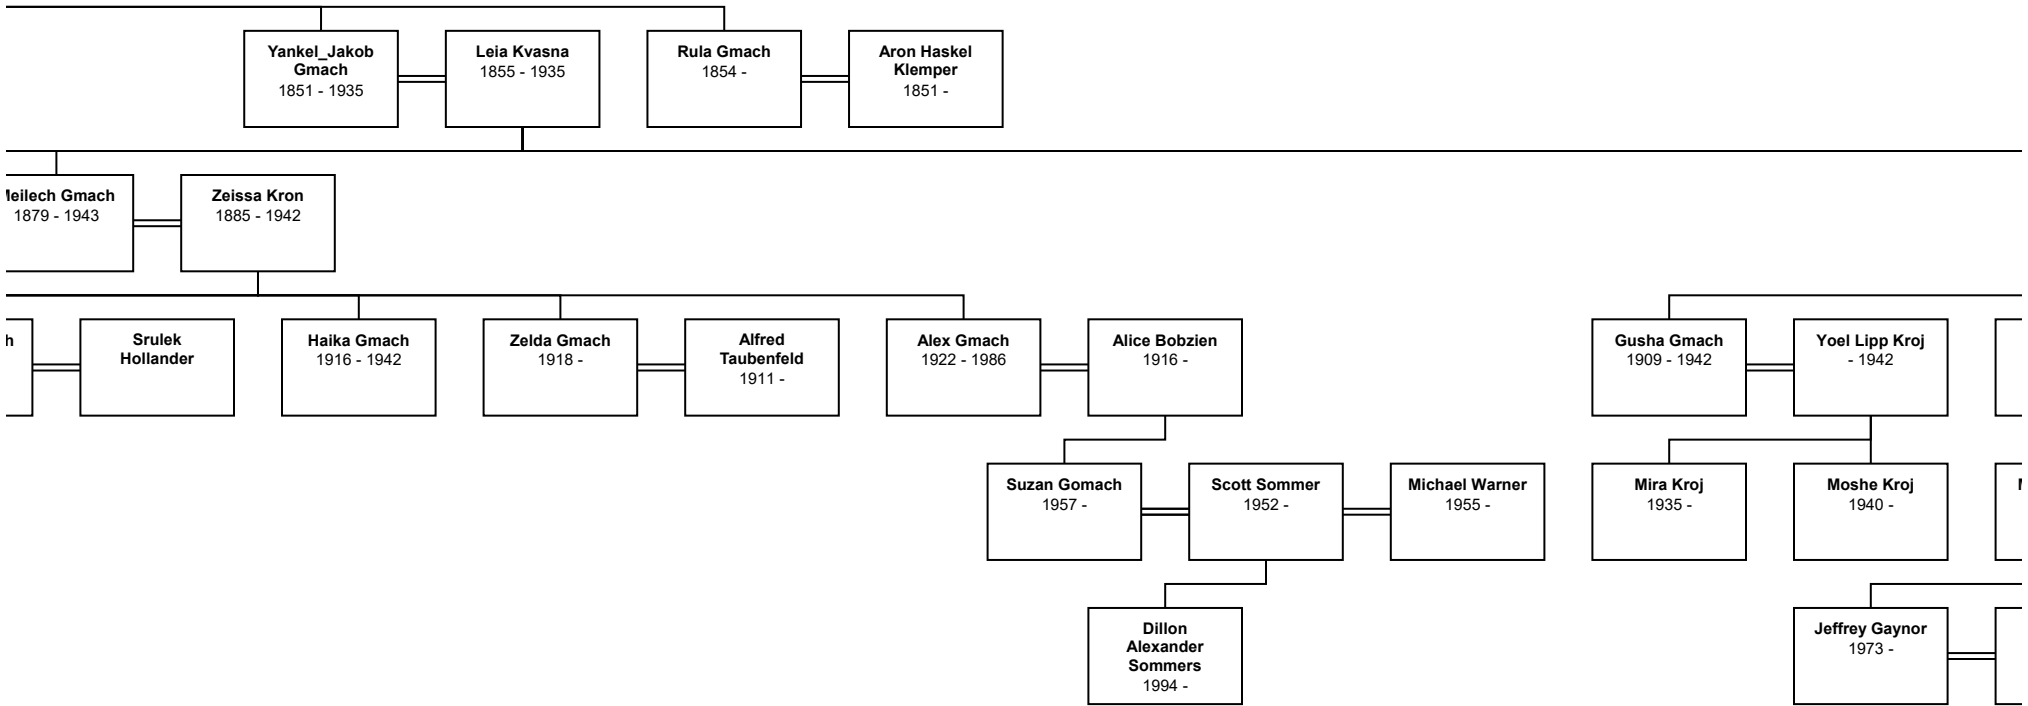 Yankel_Jakob
Gmach
1851 - 1935
Leia Kvasna
1855 - 1935
Rula Gmach
1854 -
Aron Haskel
Klemper
1851 -
Gmach
1879 - 1943
Zeissa Kron
1885 - 1942
h
Srulek
Hollander
Haika Gmach
1916 - 1942
Zelda Gmach
1918 -
Alfred
Taubenfeld
1911 -
Alex Gmach
1922 - 1986
Alice Bobzien
1916 -
Gusha Gmach
1909 - 1942
Yoel Lipp Kroj
- 1942
Suzan Gomach
1957 -
Scott Sommer
1952 -
Michael Warner
1955 -
Mira Kroj
1935 -
Moshe Kroj
1940 -
Dillon
Alexander
Sommers
1994 -
Jeffrey Gaynor
1973 -